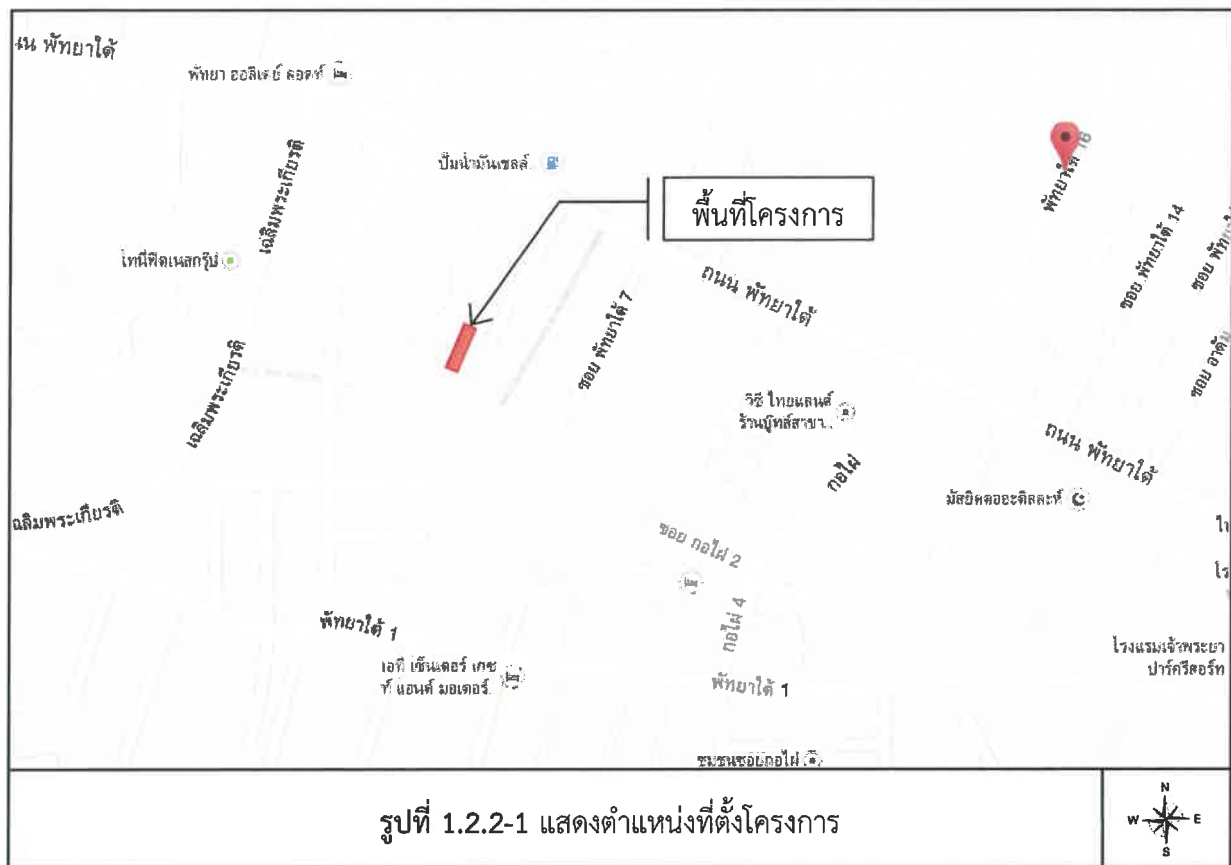 นน พัทยาใต้
พัทยา ฮอลิเดย์ ลอดท์
เฉลิมพระเกียรติ
ปั๊มน้ำมันเชลล์
พื้นที่โครงการ
พัทยาใต้ 16
ซอย พัทยาใต้ 14
ซอย พัทยา
ไทนี่ฟิตเนสกรุ๊ป
ถนน พัทยาใต้
ซอย พัทยาใต้ 7
เฉลิมพระเกียรติ
ซอย อาดัม
วีซี ไทยแลนด์
ร้านบู๊ทส์สาขา..
กอไผ่
ถนน พัทยาใต้
ฉลิมพระเกียรติ
ซอย กอไผ่ 2
กอไผ่ 4
พัทยาใต้ 1
โรงแรมเจ้าพระยา
ปาร์ครีสอร์ท
เอที เซ็นเตอร์ เกซ
ท์ แอนด์ มอเตอร์.
พัทยาใต้ 1
ชุมชนซอยกอไผ่
รูปที่ 1.2.2-1 แสดงตำแหน่งที่ตั้งโครงการ
N
W E
S